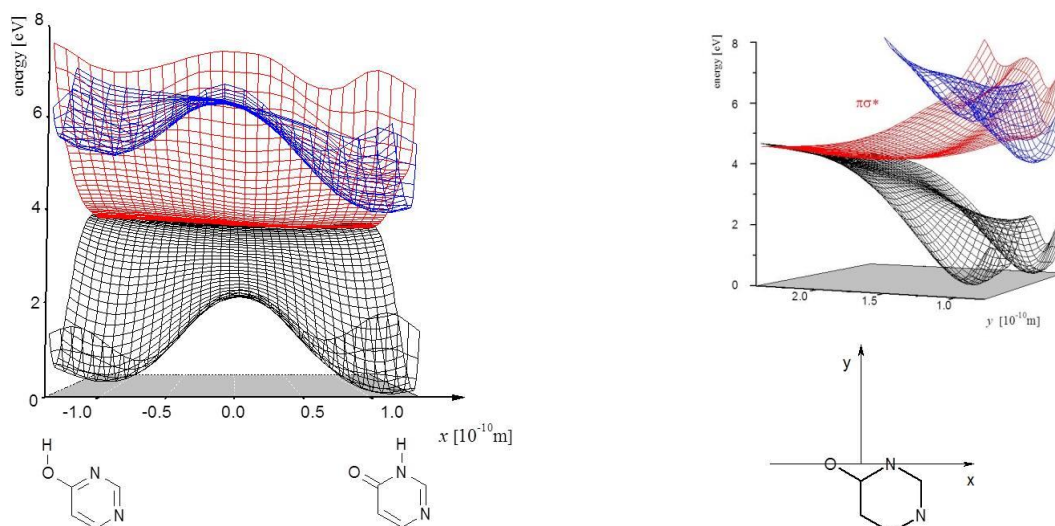 energy [eV]
8
6
4
2
0
-1.0 -0.5 0.0 0.5 1.0
x [10⁻¹⁰m]
H
O
N
N
H
O
N
N
energy [eV]
8
6
4
2
0
πσ*
2.0 1.5 1.0
y [10⁻¹⁰m]
y
O
N
N
x